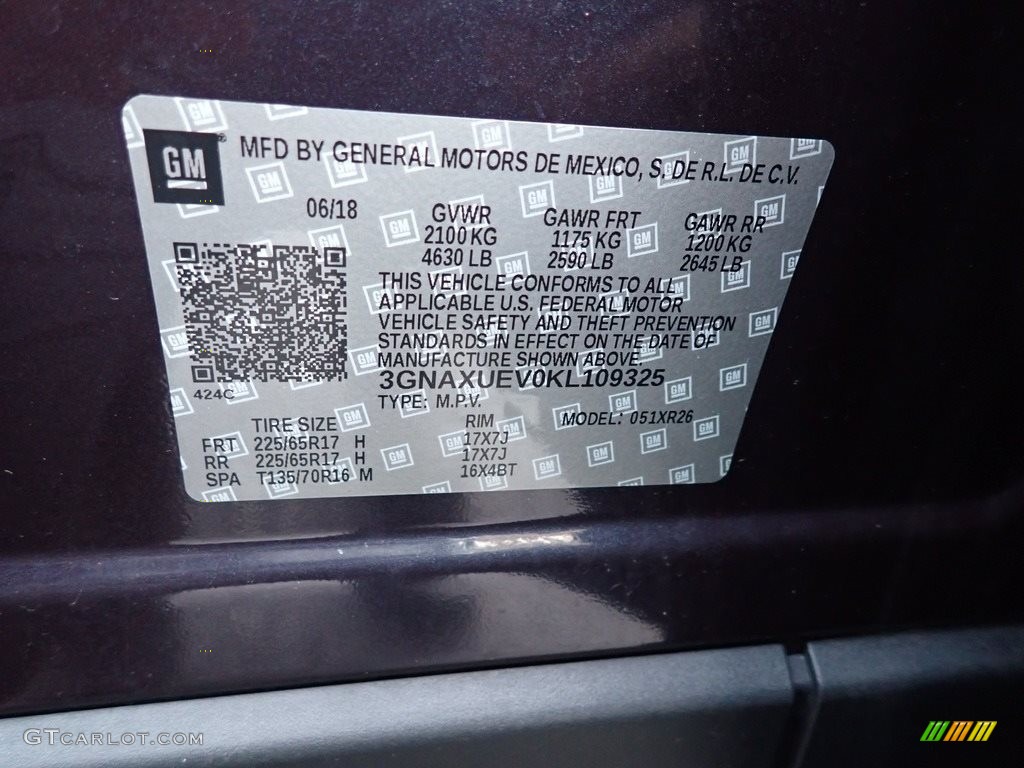 GM
MFD BY GENERAL MOTORS DE MEXICO, S. DE R.L. DE C.V.
06/18 GVWR GAWR FRT GAWR RR
2100 KG 1175 KG 1200 KG
4630 LB 2590 LB 2645 LB
THIS VEHICLE CONFORMS TO ALL
APPLICABLE U.S. FEDERAL MOTOR
VEHICLE SAFETY AND THEFT PREVENTION
STANDARDS IN EFFECT ON THE DATE OF
MANUFACTURE SHOWN ABOVE.
3GNAXUEV0KL109325
424C
TYPE: M.P.V.
TIRE SIZE RIM MODEL: 051XR26
FRT 225/65R17 H 17X7J
RR 225/65R17 H 17X7J
SPA T135/70R16 M 16X4BT
GTCARLOT.COM